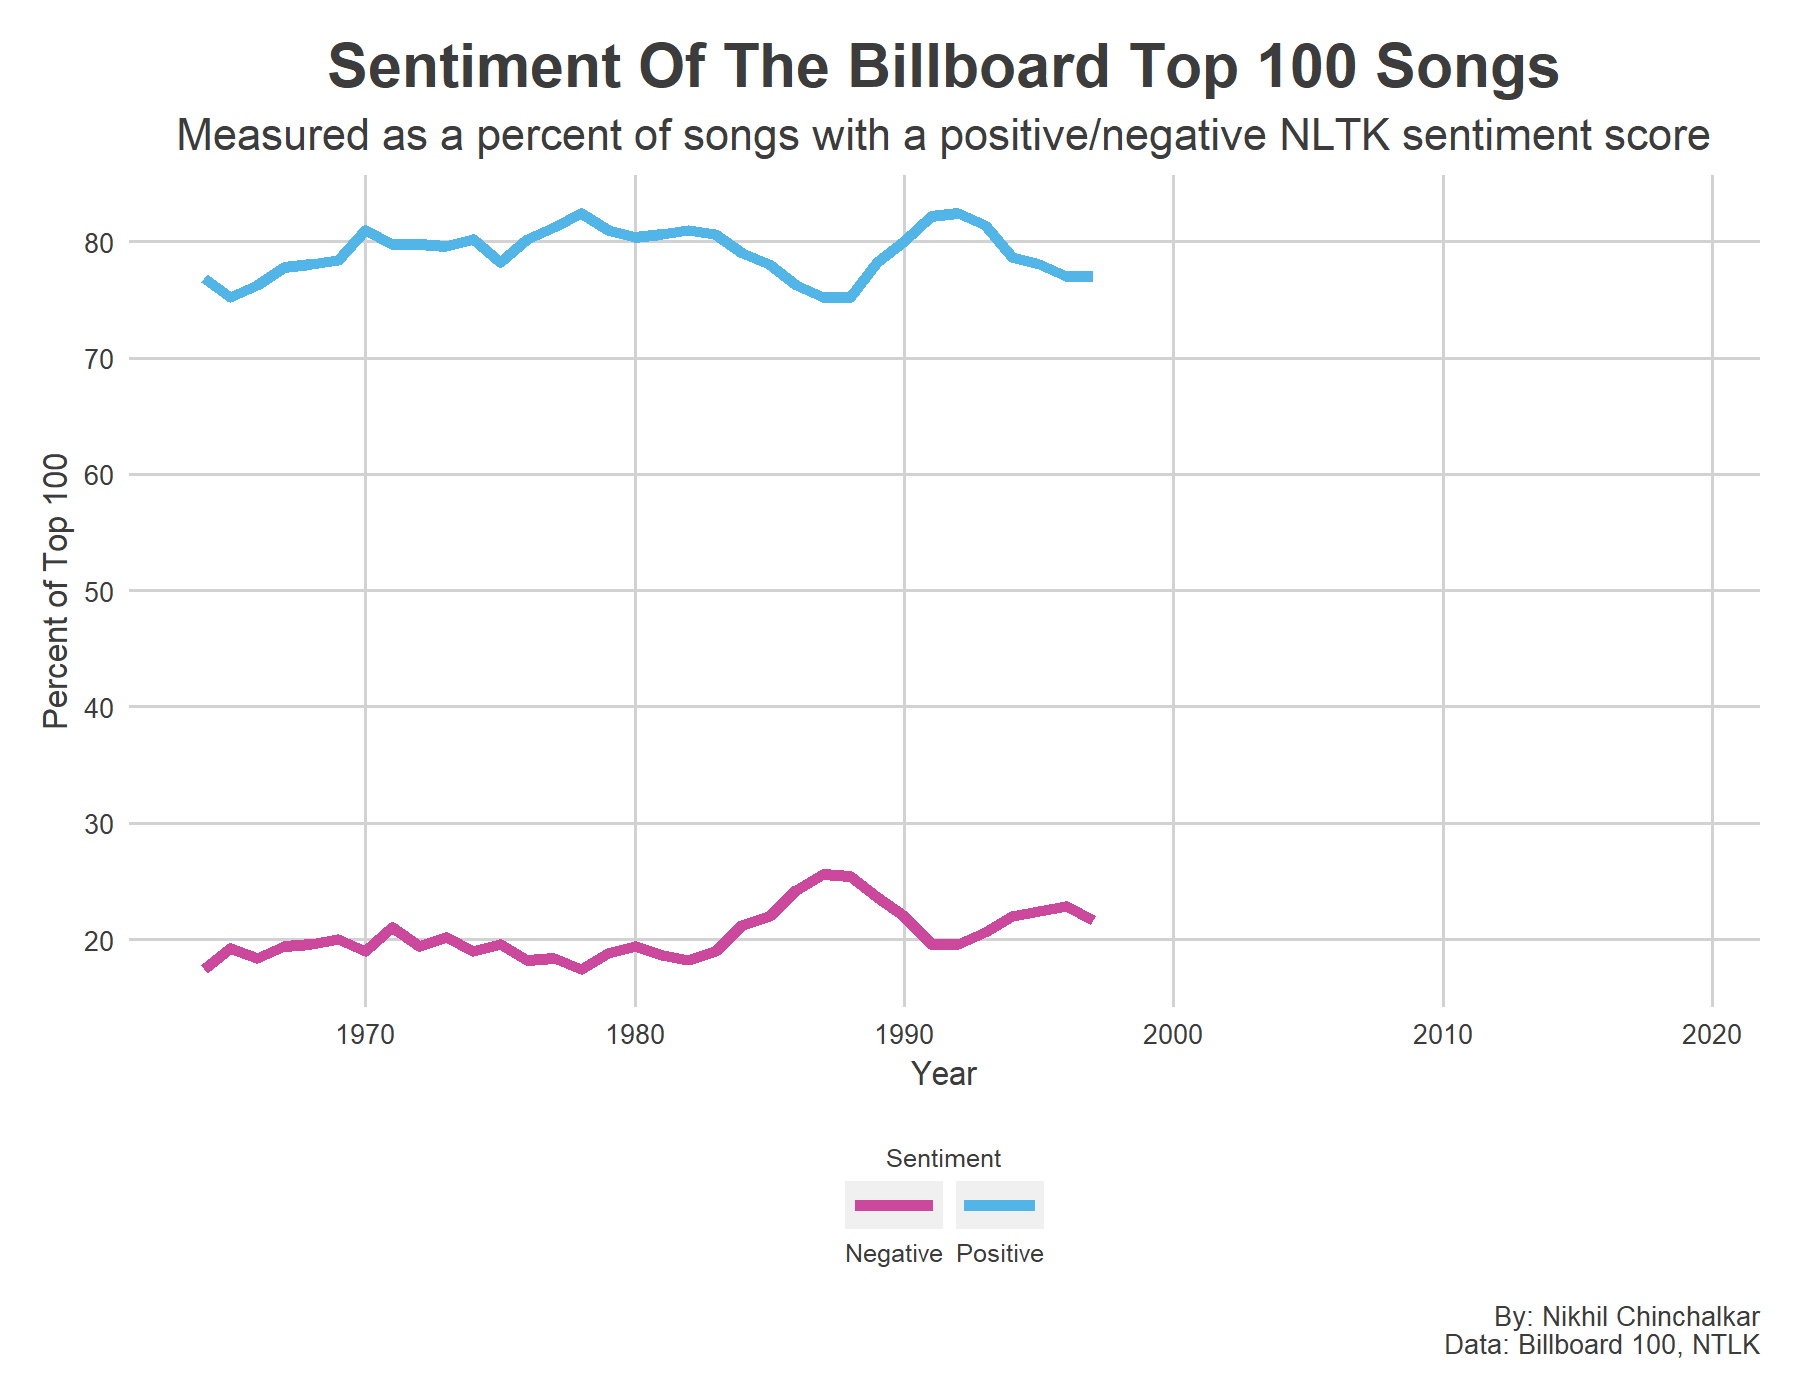 Sentiment Of The Billboard Top 100 Songs
Measured as a percent of songs with a positive/negative NLTK sentiment score
80
70
60
50
40
30
20
Percent of Top 100
1970 1980 1990 2000 2010 2020
Year
Sentiment
Negative Positive
By: Nikhil Chinchalkar
Data: Billboard 100, NTLK